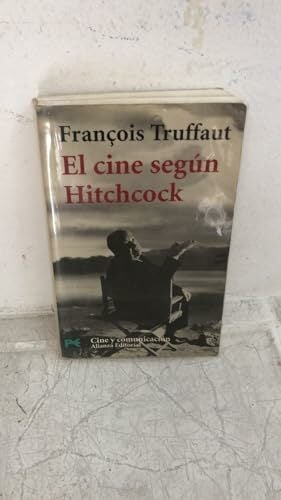 François Truffaut
El cine según
Hitchcock
Cine y comunicación
Alianza Editorial